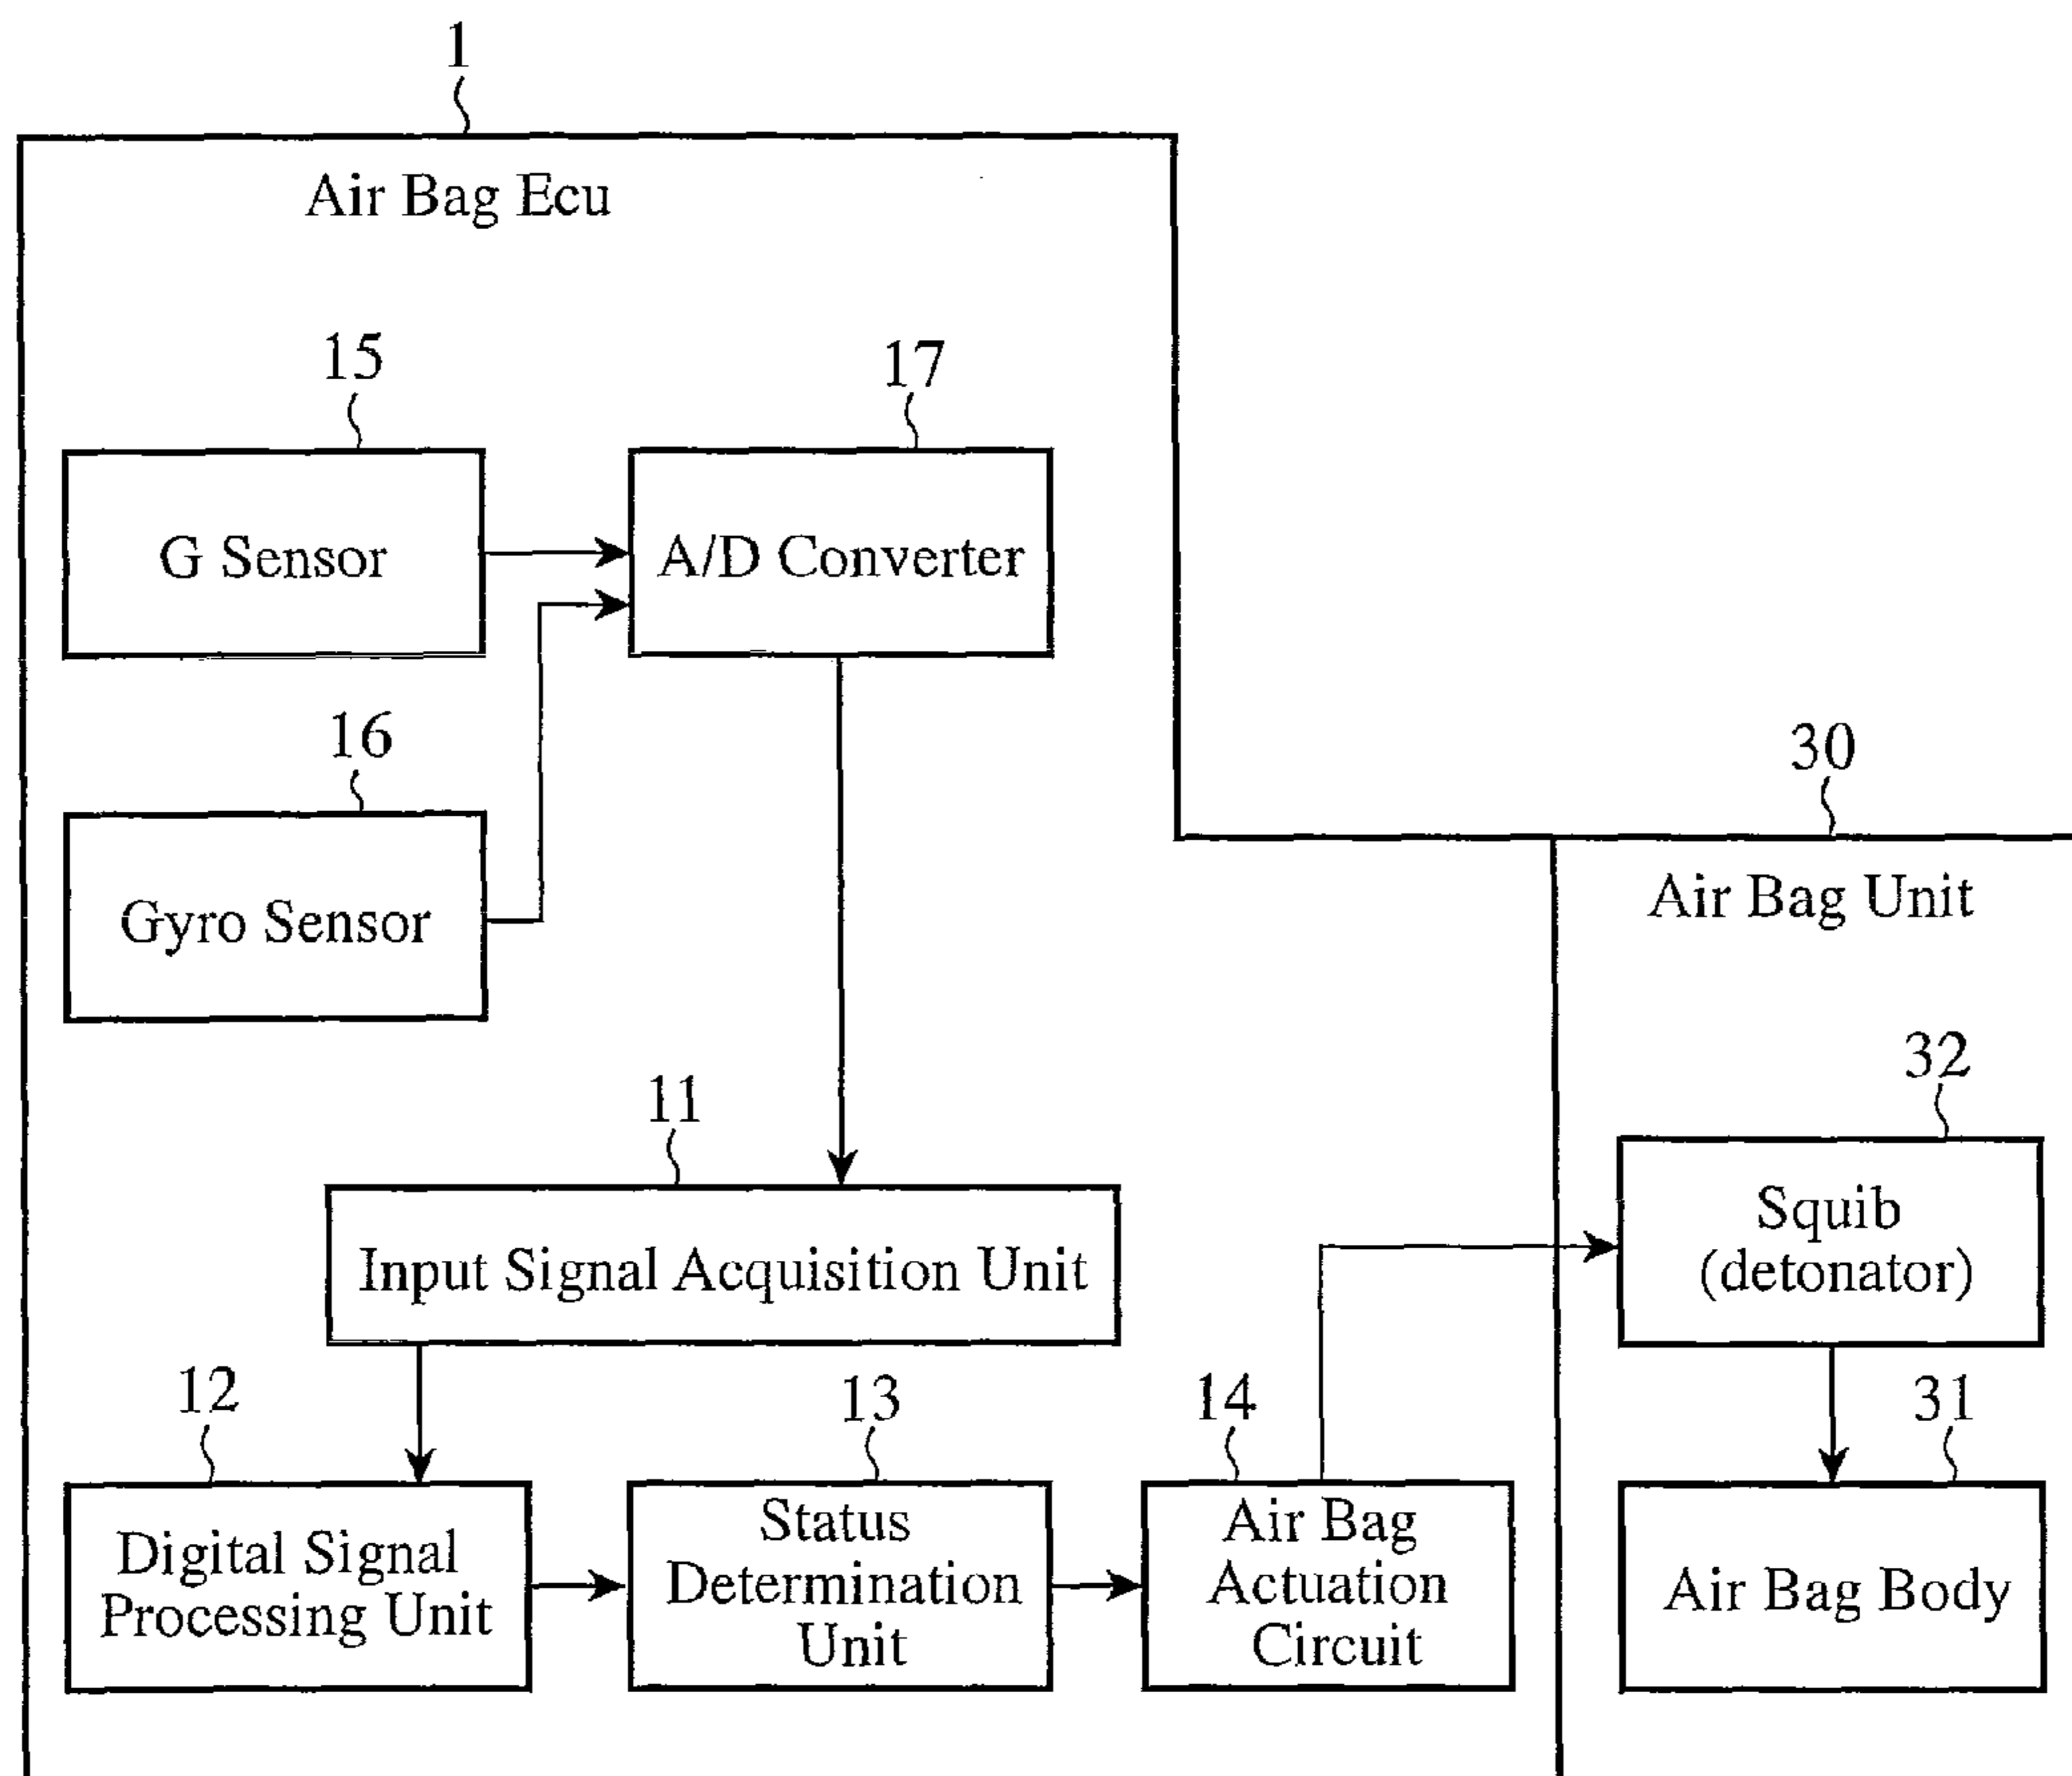 1
Air Bag Ecu
15
17
G Sensor
A/D Converter
16
30
Gyro Sensor
Air Bag Unit
32
11
Squib
(detonator)
Input Signal Acquisition Unit
12
13
14
31
Digital Signal
Processing Unit
Status
Determination
Unit
Air Bag
Actuation
Circuit
Air Bag Body